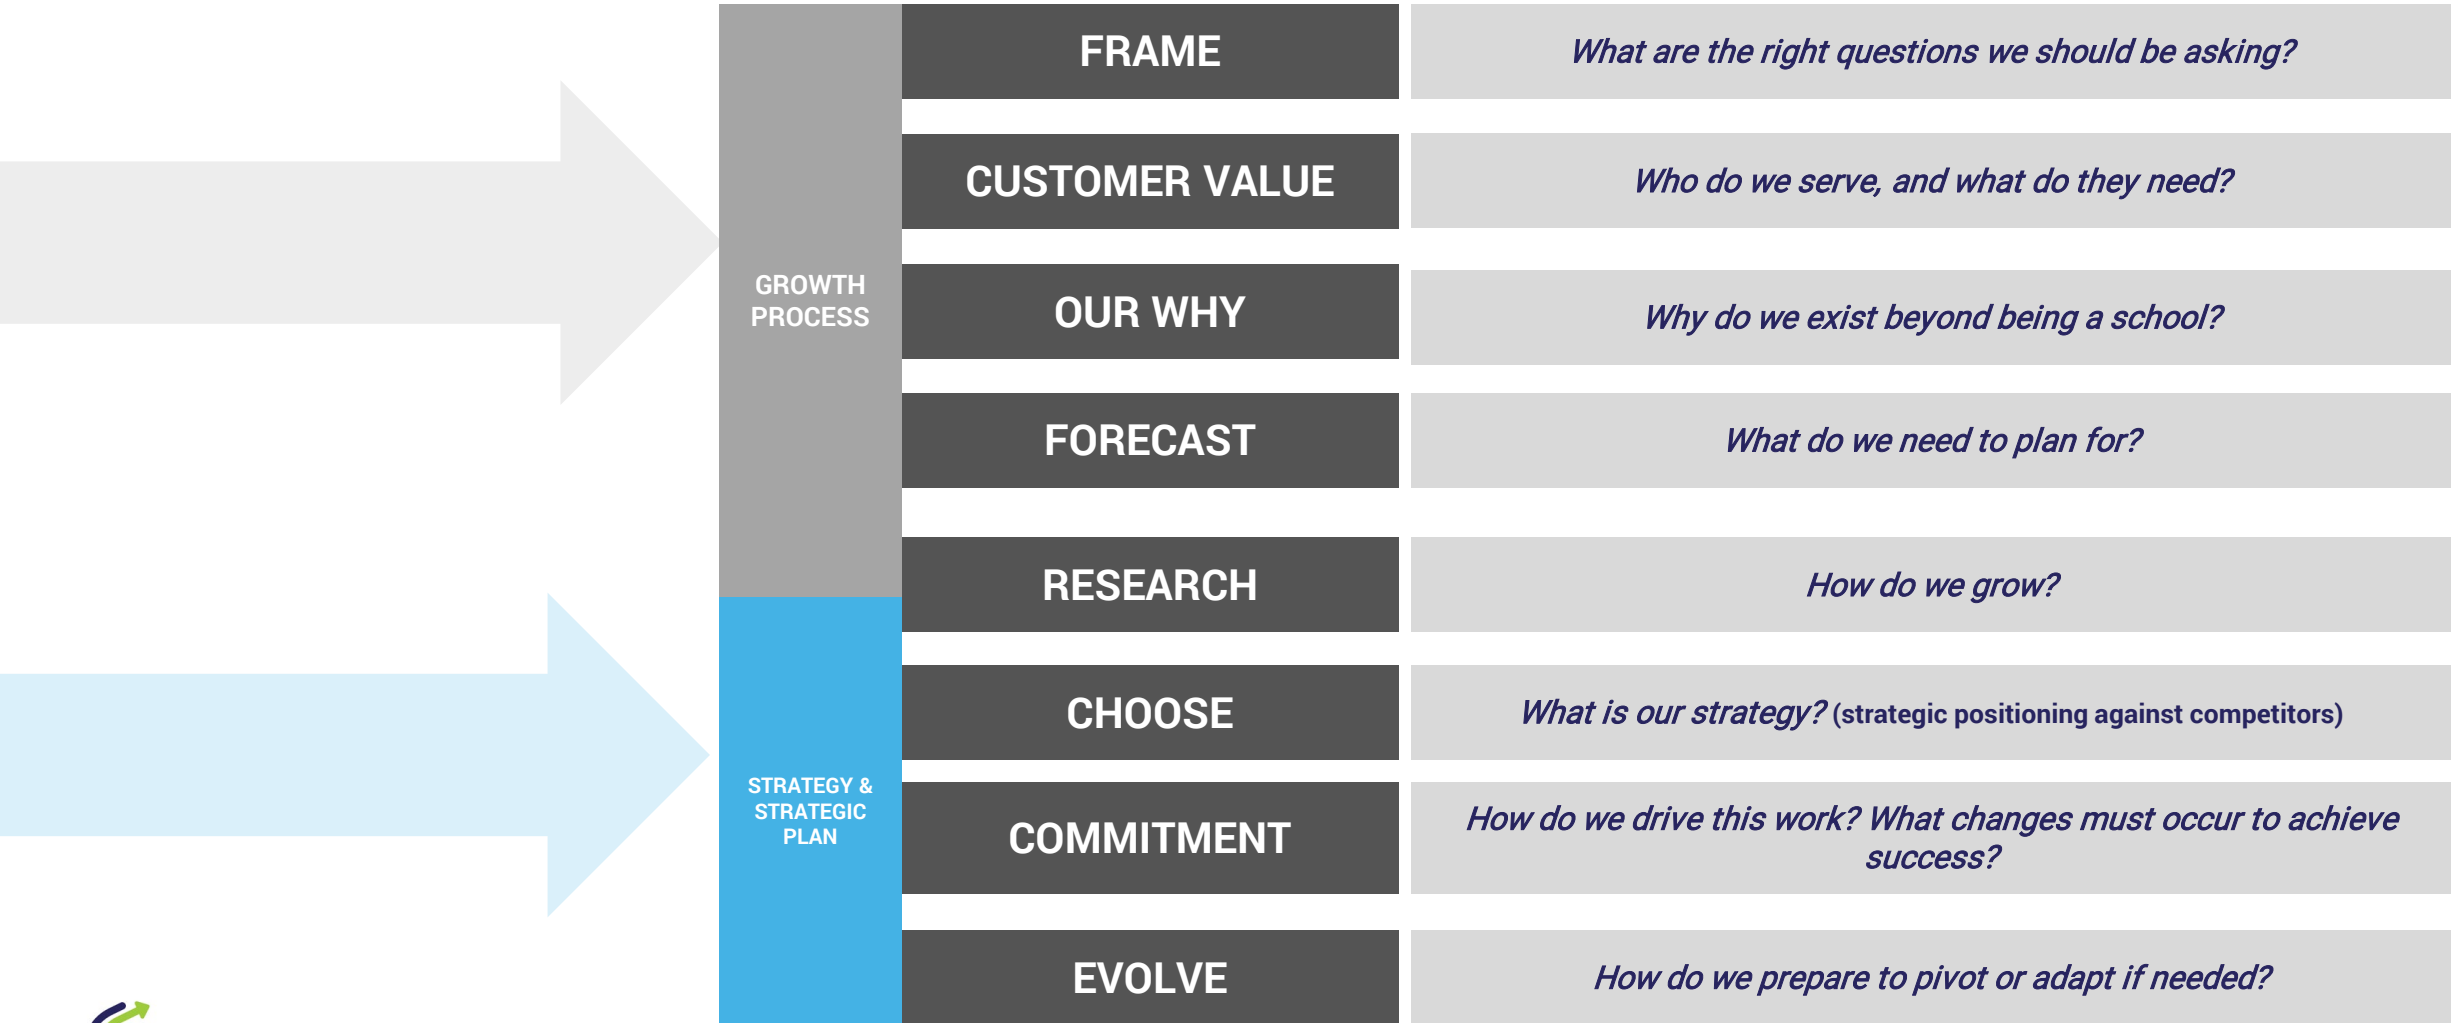 FRAME
What are the right questions we should be asking?
CUSTOMER VALUE
Who do we serve, and what do they need?
GROWTH
PROCESS
OUR WHY
Why do we exist beyond being a school?
FORECAST
What do we need to plan for?
RESEARCH
How do we grow?
CHOOSE
What is our strategy? (strategic positioning against competitors)
STRATEGY &
STRATEGIC
PLAN
COMMITMENT
How do we drive this work? What changes must occur to achieve
success?
EVOLVE
How do we prepare to pivot or adapt if needed?